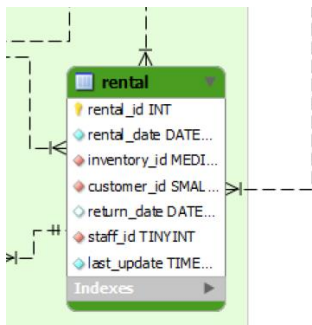 rental
rental_id INT
rental_date DATE...
inventory_id MEDI...
customer_id SMAL...
return_date DATE...
staff_id TINYINT
last_update TIME...
Indexes